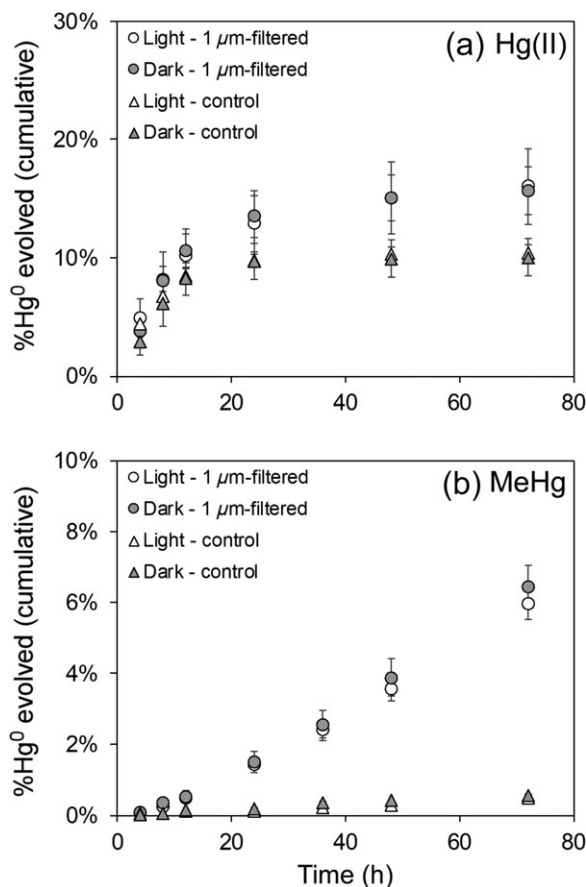 30%
20%
10%
0%
%Hg⁰ evolved (cumulative)
Light - 1 µm-filtered
Dark - 1 µm-filtered
Light - control
Dark - control
(a) Hg(II)
0 20 40 60 80
10%
8%
6%
4%
2%
0%
%Hg⁰ evolved (cumulative)
Light - 1 µm-filtered
Dark - 1 µm-filtered
Light - control
Dark - control
(b) MeHg
0 20 40 60 80
Time (h)